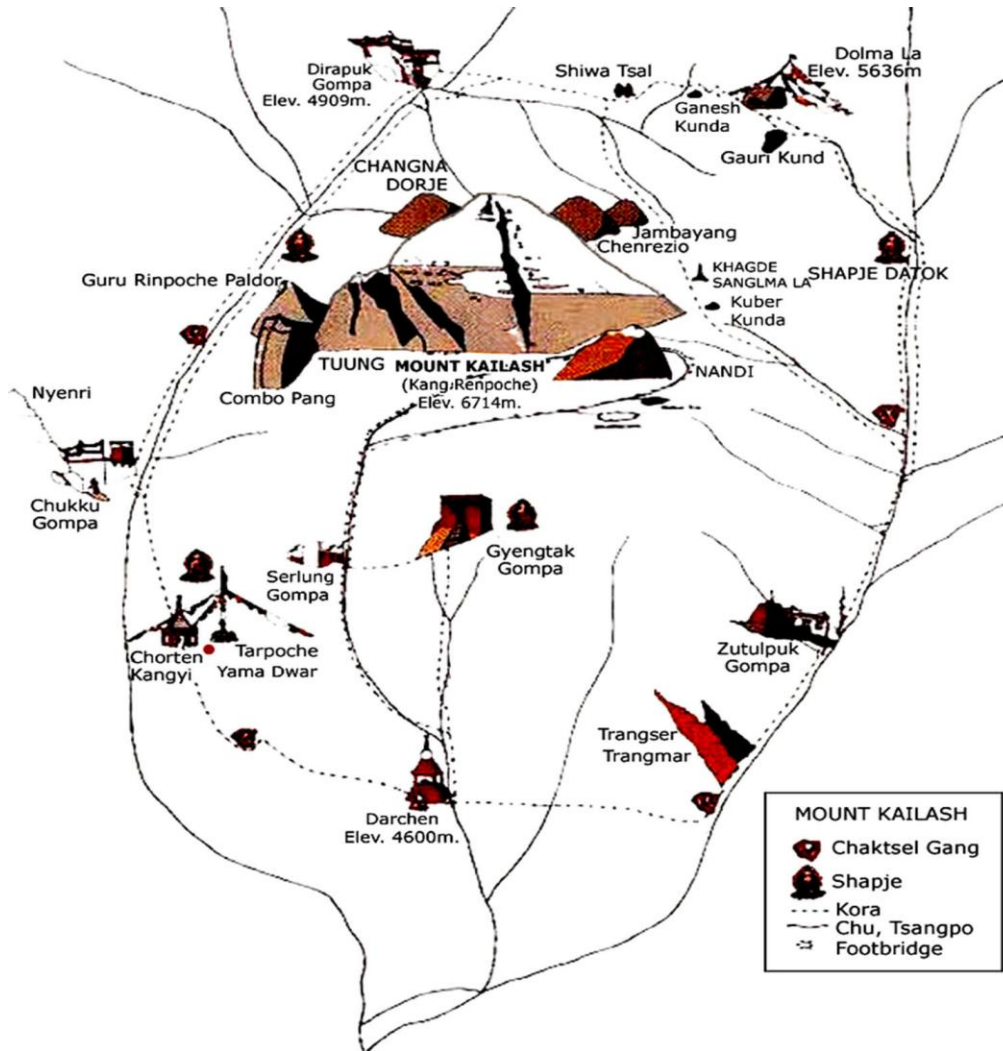 Dirapuk
Gompa
Elev. 4909m.
Shiwa Tsal
Dolma La
Elev. 5636m
Ganesh
Kunda
Gauri Kund
CHANGNA
DORJE
Jambayang
Chenrezio
KHAGDE
SANGLMA LA
SHAPJE DATOK
Guru Rinpoche Paldor
Kuber
Kunda
TUUNG
MOUNT KAILASH
(Kang Renpoche)
Elev. 6714m.
NANDI
Combo Pang
Nyenri
Chukku
Gompa
Gyengtak
Gompa
Serlung
Gompa
Chorten
Kangyi
Tarpoche
Yama Dwar
Zutulpuk
Gompa
Trangser
Trangmar
Darchen
Elev. 4600m.
MOUNT KAILASH
Chaktsel Gang
Shapje
Kora
Chu, Tsangpo
Footbridge